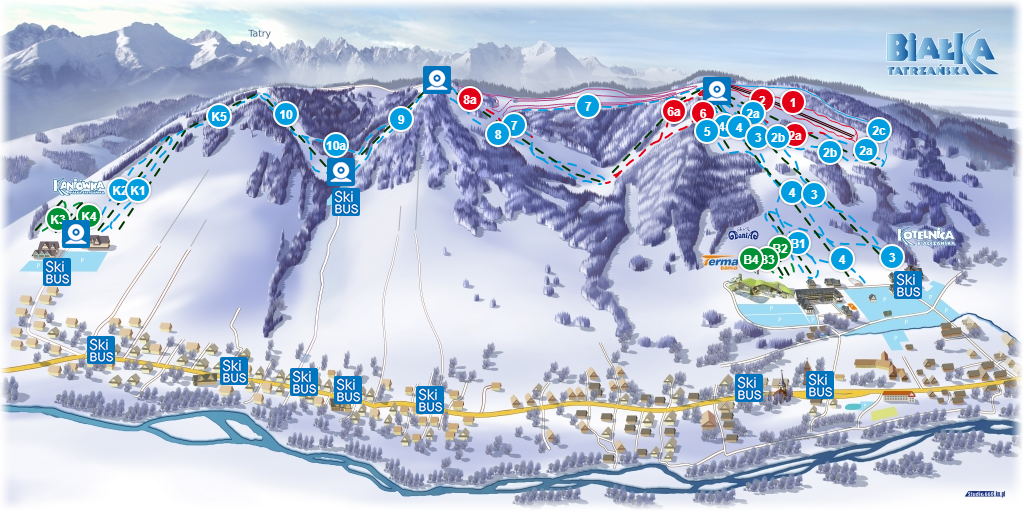 Tatry
BIAŁKA
TATRZAŃSKA
8a
7
2
1
K5
10
9
6a
6
2a
7
8
5
4
4
3
2b
2a
2c
10a
2b
2a
K2
K1
4
3
KANIÓWKA
Ski
BUS
K3
K4
Bania
KOTELNICA
BIAŁCZAŃSKA
B1
B2
B3
B4
Terma
bania
4
3
Ski
BUS
Ski
BUS
P
P
P
P
P
Ski
BUS
Ski
BUS
Ski
BUS
Ski
BUS
Ski
BUS
Ski
BUS
Ski
BUS